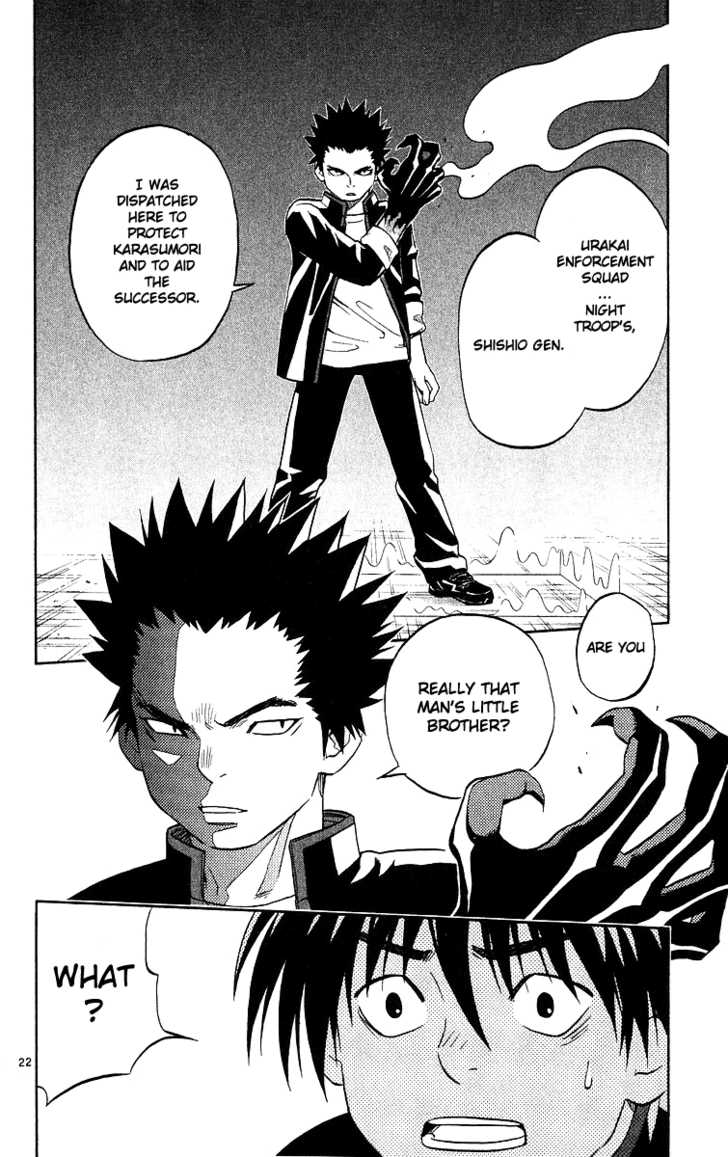 URAKAI
ENFORCEMENT
SQUAD
...
NIGHT
TROOP'S,
SHISHIO GEN.
I WAS
DISPATCHED
HERE TO
PROTECT
KARASUMORI
AND TO AID
THE
SUCCESSOR.
ARE YOU
REALLY THAT
MAN'S LITTLE
BROTHER?
WHAT
?
22